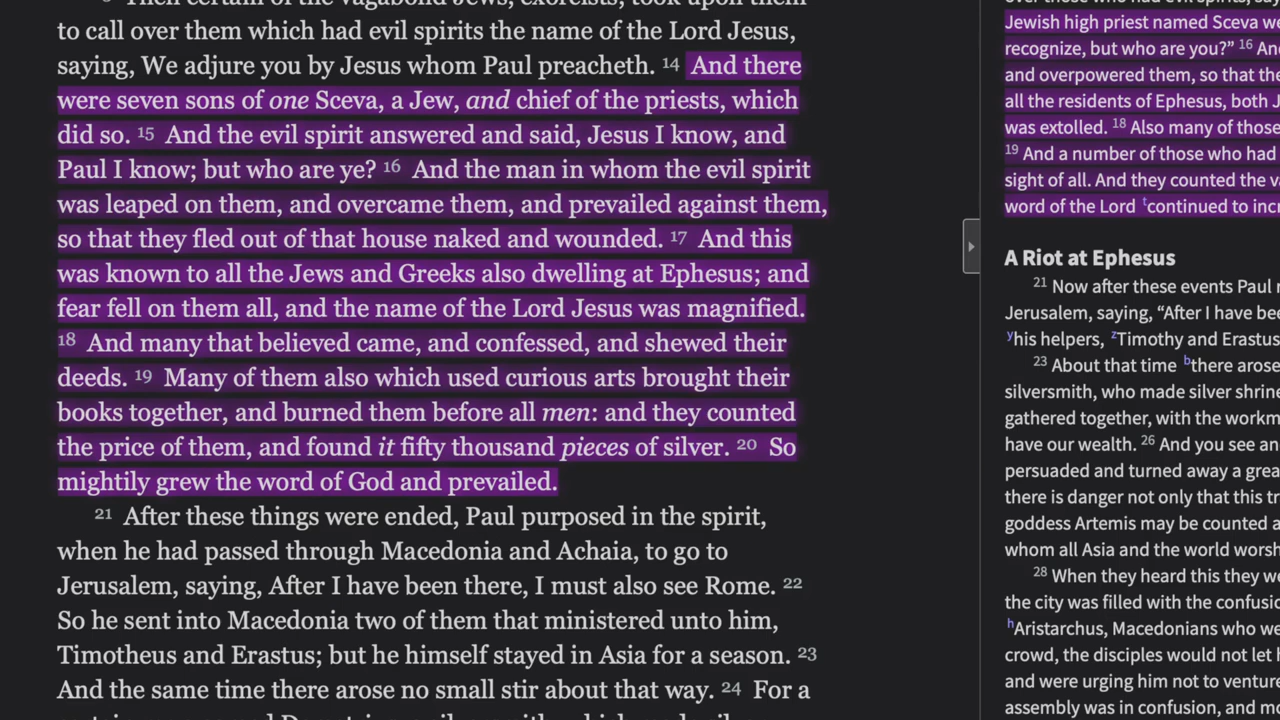 Then certain of the vagabond Jews, exorcists, took upon them
to call over them which had evil spirits the name of the Lord Jesus,
saying, We adjure you by Jesus whom Paul preacheth. 14 And there
were seven sons of one Sceva, a Jew, and chief of the priests, which
did so. 15 And the evil spirit answered and said, Jesus I know, and
Paul I know; but who are ye? 16 And the man in whom the evil spirit
was leaped on them, and overcame them, and prevailed against them,
so that they fled out of that house naked and wounded. 17 And this
was known to all the Jews and Greeks also dwelling at Ephesus; and
fear fell on them all, and the name of the Lord Jesus was magnified.
18 And many that believed came, and confessed, and shewed their
deeds. 19 Many of them also which used curious arts brought their
books together, and burned them before all men: and they counted
the price of them, and found it fifty thousand pieces of silver. 20 So
mightily grew the word of God and prevailed.
21 After these things were ended, Paul purposed in the spirit,
when he had passed through Macedonia and Achaia, to go to
Jerusalem, saying, After I have been there, I must also see Rome. 22
So he sent into Macedonia two of them that ministered unto him,
Timotheus and Erastus; but he himself stayed in Asia for a season. 23
And the same time there arose no small stir about that way. 24 For a
Jewish high priest named Sceva we
recognize, but who are you?” 16 An
and overpowered them, so that the
all the residents of Ephesus, both J
was extolled. 18 Also many of those
19 And a number of those who had
sight of all. And they counted the v
word of the Lord t continued to incr
A Riot at Ephesus
21 Now after these events Paul r
Jerusalem, saying, “After I have bee
y his helpers, z Timothy and Erastus
23 About that time b there arose
silversmith, who made silver shrine
gathered together, with the workm
have our wealth. 26 And you see an
persuaded and turned away a grea
there is danger not only that this tr
goddess Artemis may be counted a
whom all Asia and the world worsh
28 When they heard this they we
the city was filled with the confusio
h Aristarchus, Macedonians who we
crowd, the disciples would not let h
and were urging him not to venture
assembly was in confusion, and mo